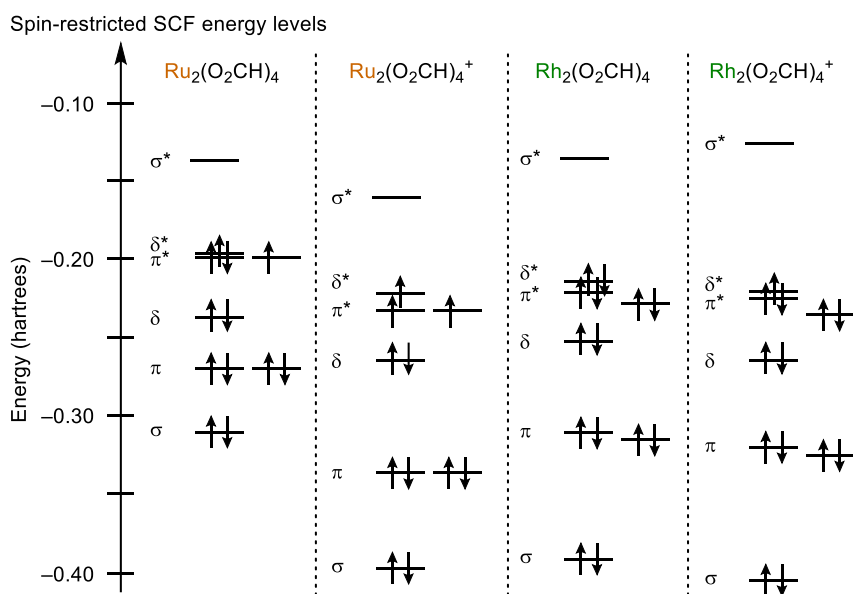 Spin-restricted SCF energy levels
Ru₂(O₂CH)₄
Ru₂(O₂CH)₄⁺
Rh₂(O₂CH)₄
Rh₂(O₂CH)₄⁺
Energy (hartrees)
–0.10
–0.20
–0.30
–0.40
σ*
δ*
π*
δ
π
σ
σ*
δ*
π*
δ
π
σ
σ*
δ*
π*
δ
π
σ
σ*
δ*
π*
δ
π
σ